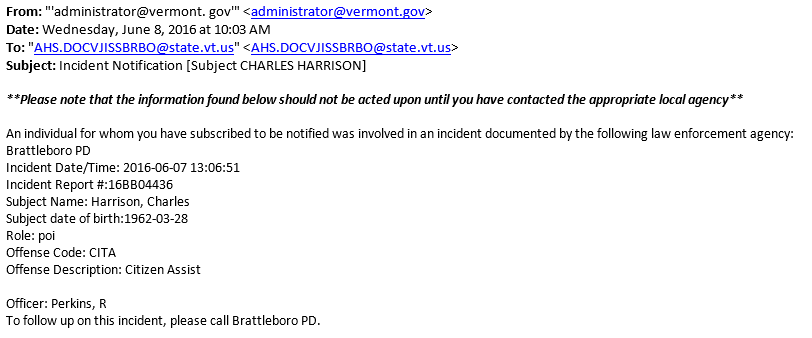 From: "'administrator@vermont. gov'" <administrator@vermont.gov>
Date: Wednesday, June 8, 2016 at 10:03 AM
To: "AHS.DOCVJISSBRBO@state.vt.us" <AHS.DOCVJISSBRBO@state.vt.us>
Subject: Incident Notification [Subject CHARLES HARRISON]
**Please note that the information found below should not be acted upon until you have contacted the appropriate local agency**
An individual for whom you have subscribed to be notified was involved in an incident documented by the following law enforcement agency:
Brattleboro PD
Incident Date/Time: 2016-06-07 13:06:51
Incident Report #:16BB04436
Subject Name: Harrison, Charles
Subject date of birth:1962-03-28
Role: poi
Offense Code: CITA
Offense Description: Citizen Assist
Officer: Perkins, R
To follow up on this incident, please call Brattleboro PD.